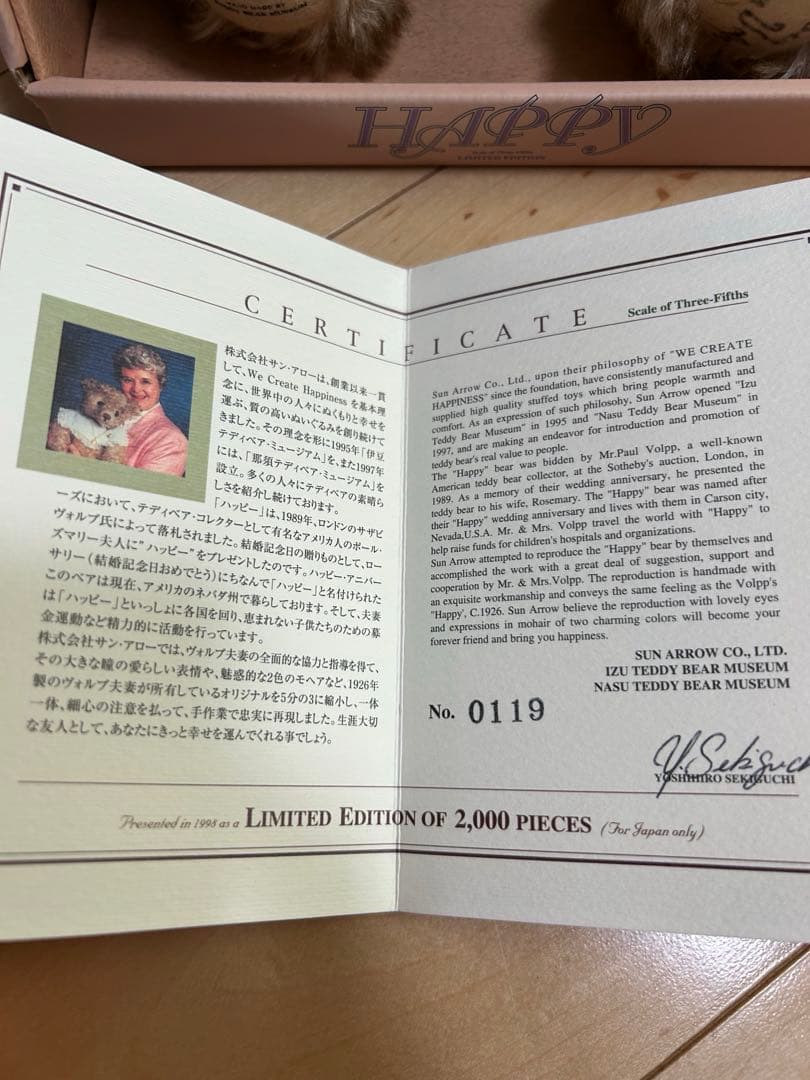 BEAR MUSEUM
HAPPY
LIMITED EDITION
CERTIFICATE
Scale of Three-Fifths
株式会社サン・アローは、創業以来一貫
して、We Create Happiness を基本理
念に、世界中の人々にぬくもりと幸せを
運ぶ、質の高いぬいぐるみを創り続けて
きました。その理念を形に1995年「伊豆
テディベア・ミュージアム」を、また1997年
には、「那須テディベア・ミュージアム」を
設立。多くの人々にテディベアの素晴ら
しさを紹介し続けております。
「ハッピー」は、1989年、ロンドンのサザビ
ーズにおいて、テディベア・コレクターとして有名なアメリカ人のポール・
ヴォルプ氏によって落札されました。結婚記念日の贈りものとして、ロー
ズマリー夫人に"ハッピー"をプレゼントしたのです。ハッピー・アニバー
サリー（結婚記念日おめでとう）にちなんで「ハッピー」と名付けられた
このベアは現在、アメリカのネバダ州で暮らしております。そして、夫妻
は「ハッピー」といっしょに各国を回り、恵まれない子供たちのための募
金運動など精力的に活動を行っています。
株式会社サン・アローでは、ヴォルプ夫妻の全面的な協力と指導を得て、
その大きな瞳の愛らしい表情や、魅惑的な2色のモヘアなど、1926年
製のヴォルプ夫妻が所有しているオリジナルを5分の3に縮小し、一体
一体、細心の注意を払って、手作業で忠実に再現しました。生涯大切
な友人として、あなたにきっと幸せを運んでくれる事でしょう。
Sun Arrow Co., Ltd., upon their philosophy of "WE CREATE
HAPPINESS" since the foundation, have consistently manufactured and
supplied high quality stuffed toys which bring people warmth and
comfort. As an expression of such philosophy, Sun Arrow opened "Izu
Teddy Bear Museum" in 1995 and "Nasu Teddy Bear Museum" in
1997, and are making an endeavor for introduction and promotion of
teddy bear's real value to people.
The "Happy" bear was bidden by Mr.Paul Volpp, a well-known
American teddy bear collector, at the Sotheby's auction, London, in
1989. As a memory of their wedding anniversary, he presented the
teddy bear to his wife, Rosemary. The "Happy" bear was named after
their "Happy" wedding anniversary and lives with them in Carson city,
Nevada,U.S.A. Mr. & Mrs. Volpp travel the world with "Happy" to
help raise funds for children's hospitals and organizations.
Sun Arrow attempted to reproduce the "Happy" bear by themselves and
accomplished the work with a great deal of suggestion, support and
cooperation by Mr. & Mrs.Volpp. The reproduction is handmade with
an exquisite workmanship and conveys the same feeling as the Volpp's
"Happy', C.1926. Sun Arrow believe the reproduction with lovely eyes
and expressions in mohair of two charming colors will become your
forever friend and bring you happiness.
SUN ARROW CO., LTD.
IZU TEDDY BEAR MUSEUM
NASU TEDDY BEAR MUSEUM
No. 0119
Y. Sekiguch
YOSHIHIRO SEKIGUCHI
Presented in 1998 as a LIMITED EDITION OF 2,000 PIECES (For Japan only)